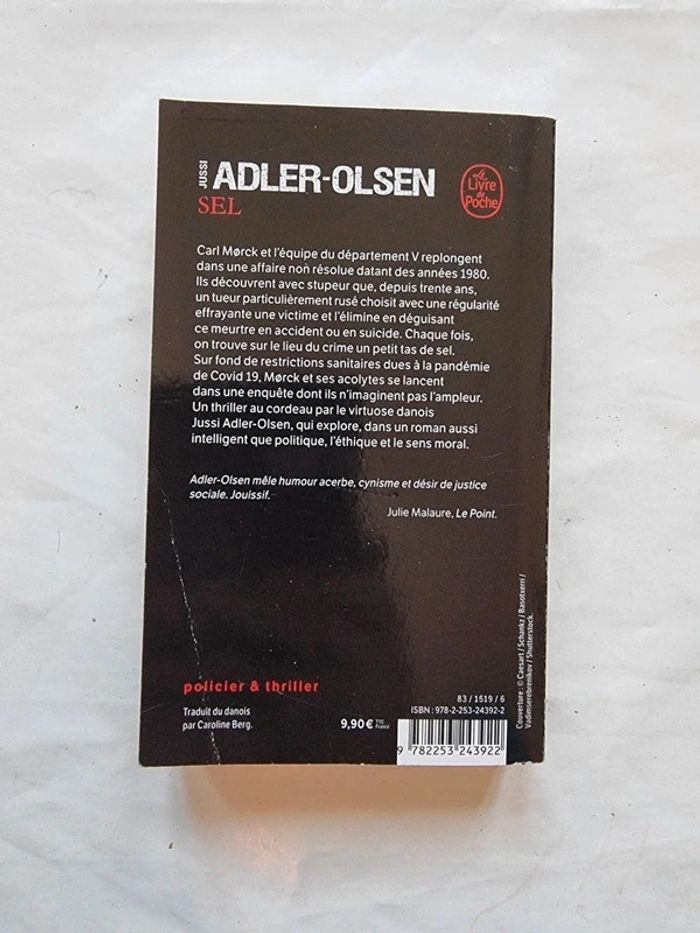 JUSSI
ADLER-OLSEN
SEL
Le
Livre
de
Poche
Carl Mørck et l'équipe du département V replongent
dans une affaire non résolue datant des années 1980.
Ils découvrent avec stupeur que, depuis trente ans,
un tueur particulièrement rusé choisit avec une régularité
effrayante une victime et l'élimine en déguisant
ce meurtre en accident ou en suicide. Chaque fois,
on trouve sur le lieu du crime un petit tas de sel.
Sur fond de restrictions sanitaires dues à la pandémie
de Covid 19, Mørck et ses acolytes se lancent
dans une enquête dont ils n'imaginent pas l'ampleur.
Un thriller au cordeau par le virtuose danois
Jussi Adler-Olsen, qui explore, dans un roman aussi
intelligent que politique, l'éthique et le sens moral.
Adler-Olsen mêle humour acerbe, cynisme et désir de justice
sociale. Jouissif.
Julie Malaure, Le Point.
policier & thriller
Traduit du danois
par Caroline Berg.
9,90 € TTC
France
83 / 1519 / 6
ISBN : 978-2-253-24392-2
9 782253 243922
Couverture : © Caesart / Schankz / Basotxerri /
Vadimserebrenikov / Shutterstock.